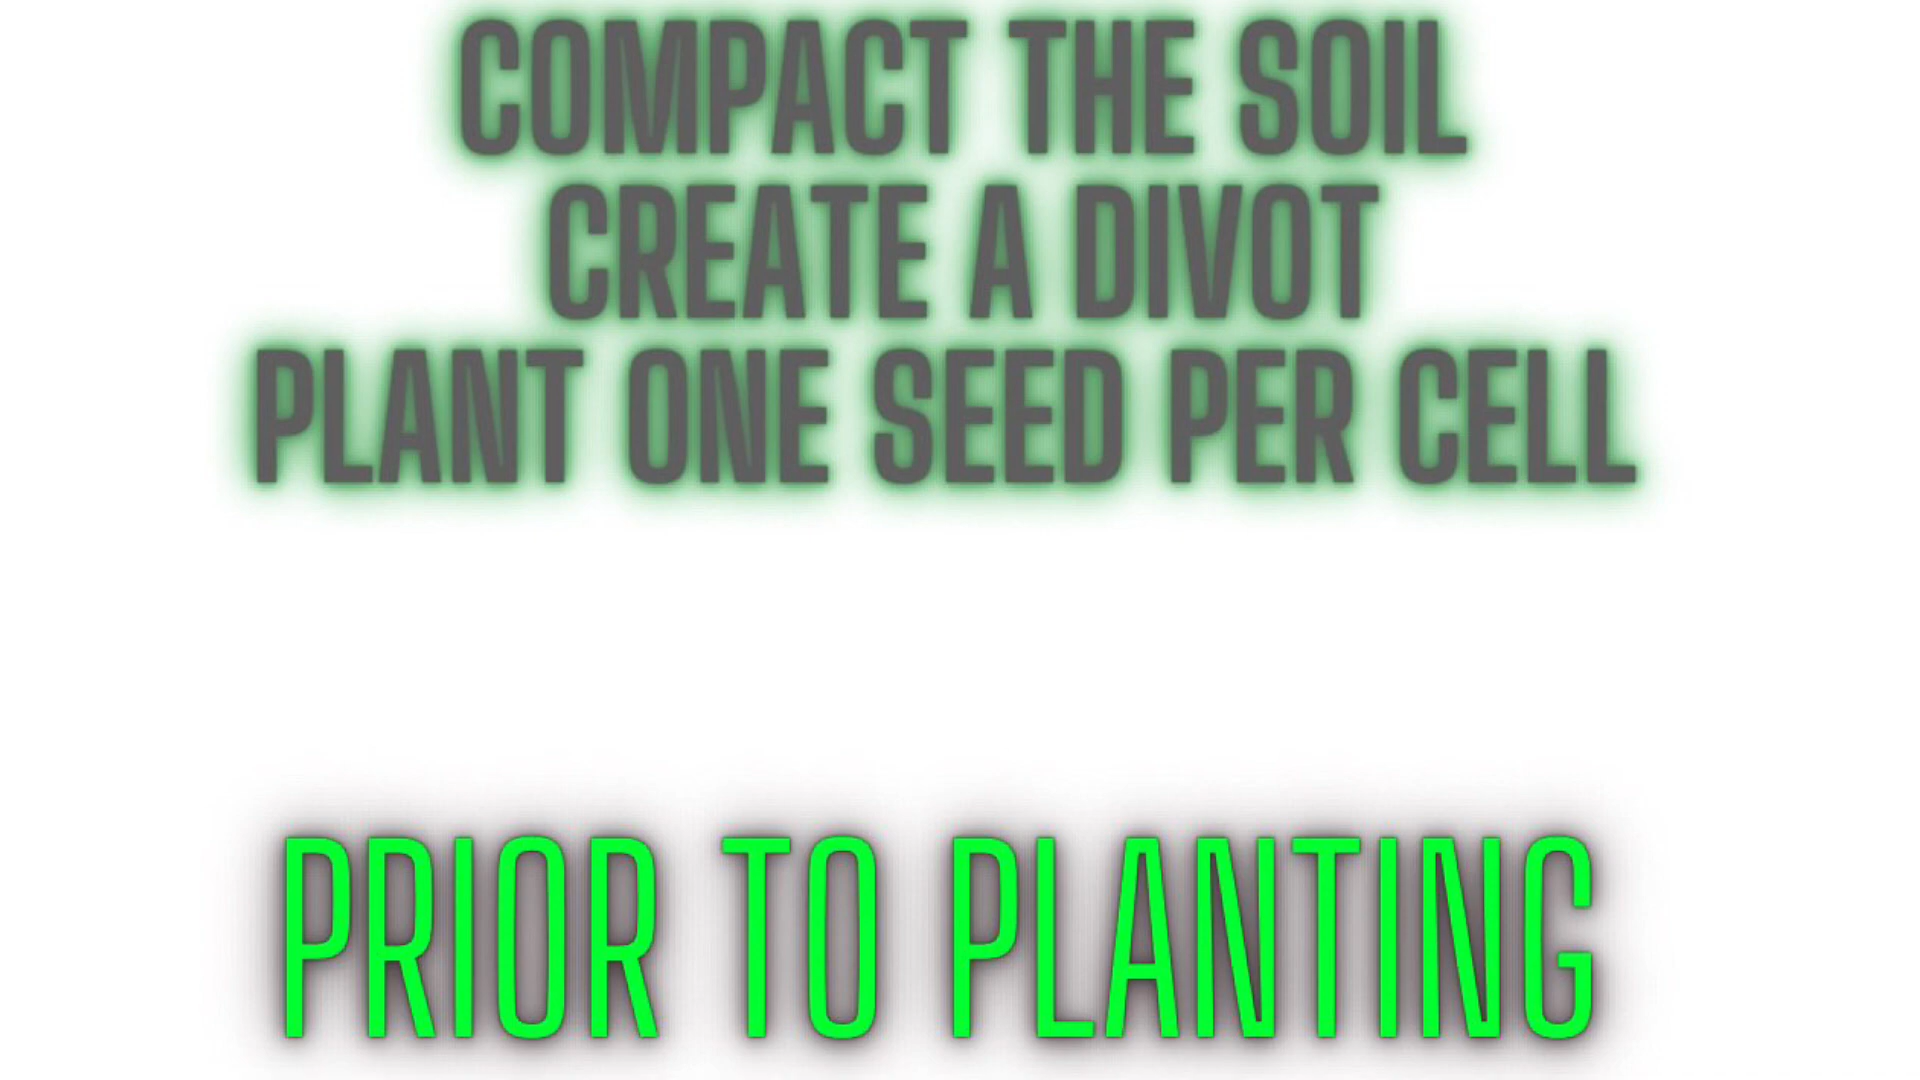 COMPACT THE SOIL
CREATE A DIVOT
PLANT ONE SEED PER CELL
PRIOR TO PLANTING